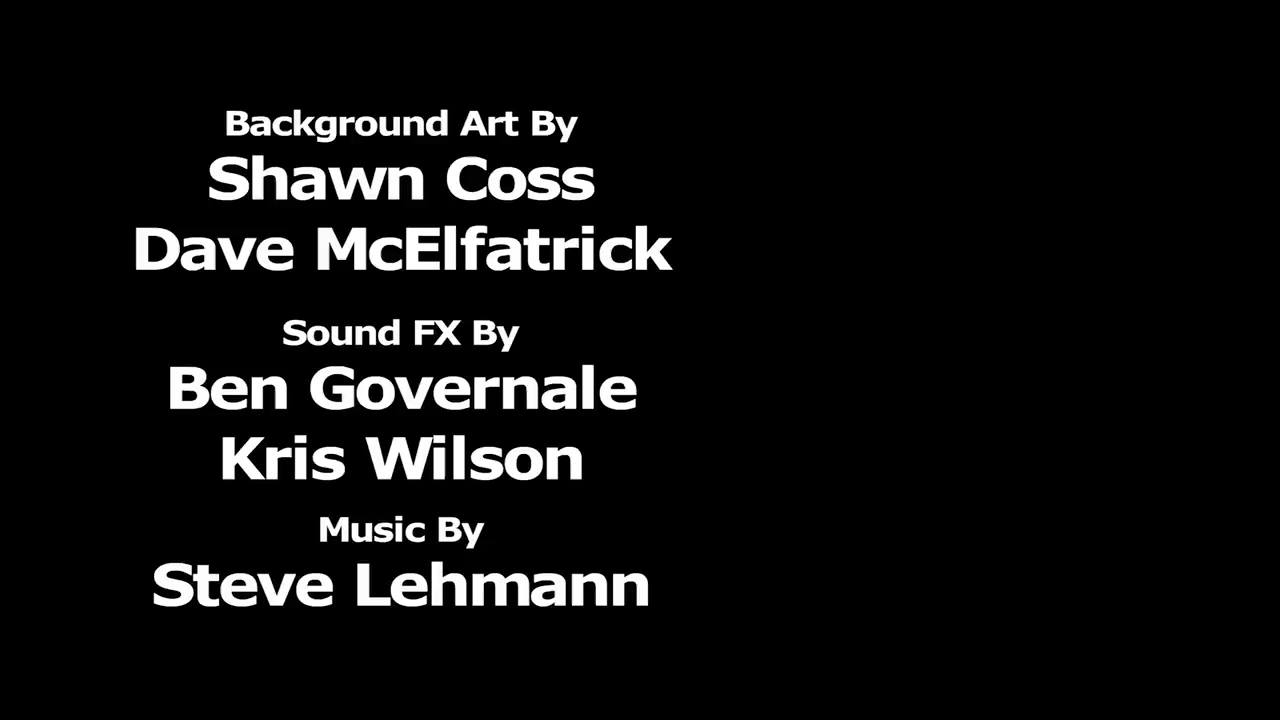 Background Art By
Shawn Coss
Dave McElfatrick
Sound FX By
Ben Governale
Kris Wilson
Music By
Steve Lehmann